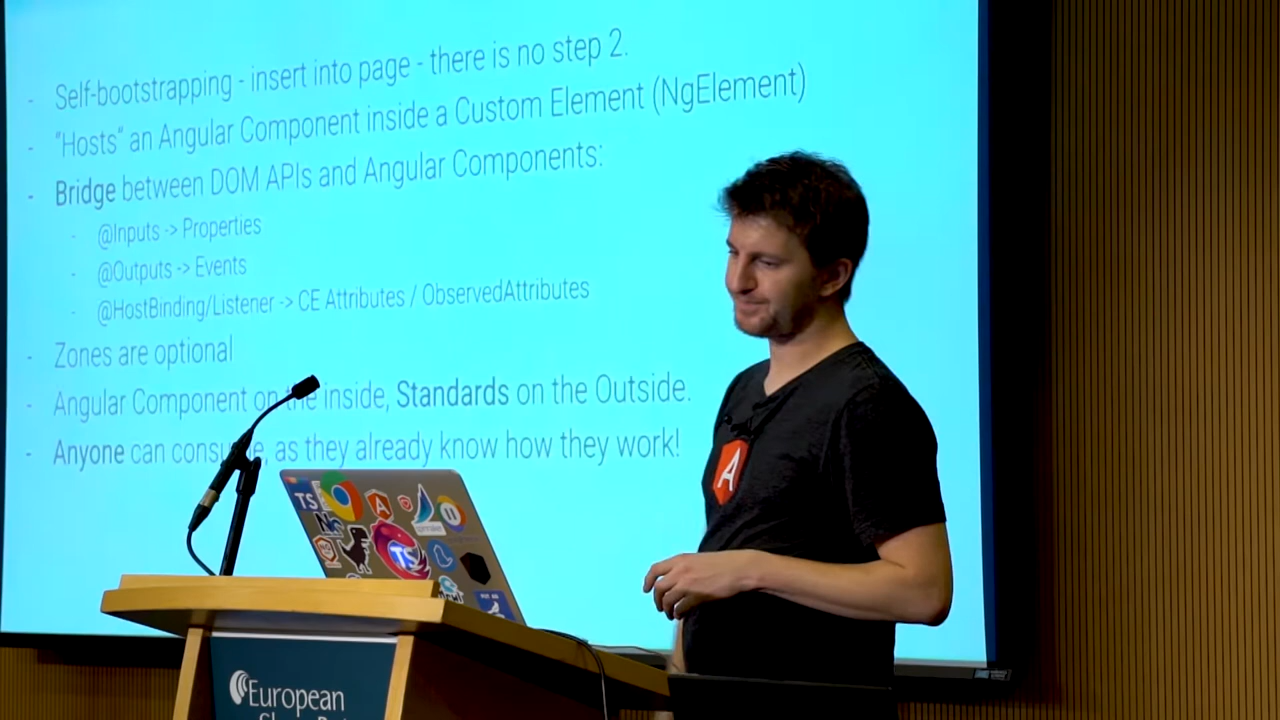 - Self-bootstrapping - insert into page - there is no step 2.
- "Hosts" an Angular Component inside a Custom Element (NgElement)
- Bridge between DOM APIs and Angular Components:
- @Inputs -> Properties
- @Outputs -> Events
- @HostBinding/Listener -> CE Attributes / ObservedAttributes
- Zones are optional
- Angular Component on the inside, Standards on the Outside.
- Anyone can consume, as they already know how they work!
A
TS
A
TS
European